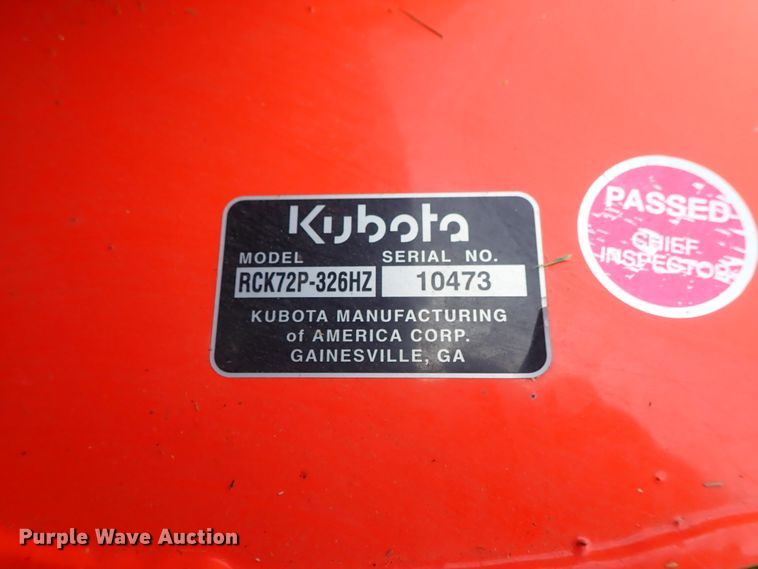 Kubota
MODEL SERIAL NO.
RCK72P-326HZ 10473
KUBOTA MANUFACTURING
of AMERICA CORP.
GAINESVILLE, GA
PASSED
CHIEF
INSPECTOR
Purple Wave Auction